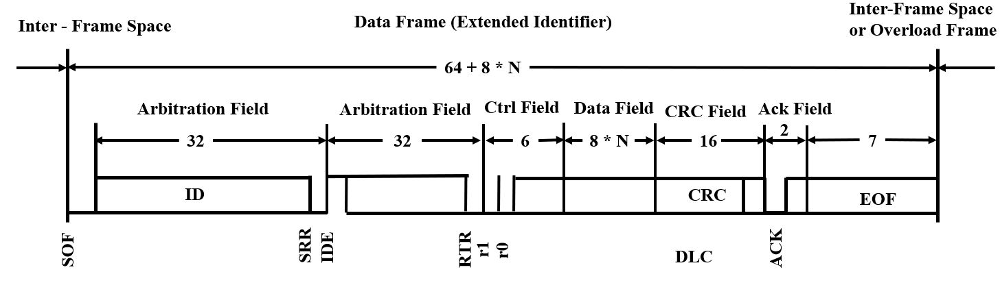 Inter - Frame Space
Data Frame (Extended Identifier)
Inter-Frame Space
or Overload Frame
64 + 8 * N
Arbitration Field
Arbitration Field
Ctrl Field
Data Field
CRC Field
Ack Field
32
32
6
8 * N
16
2
7
ID
CRC
EOF
SOF
SRR
IDE
RTR
r1
r0
DLC
ACK